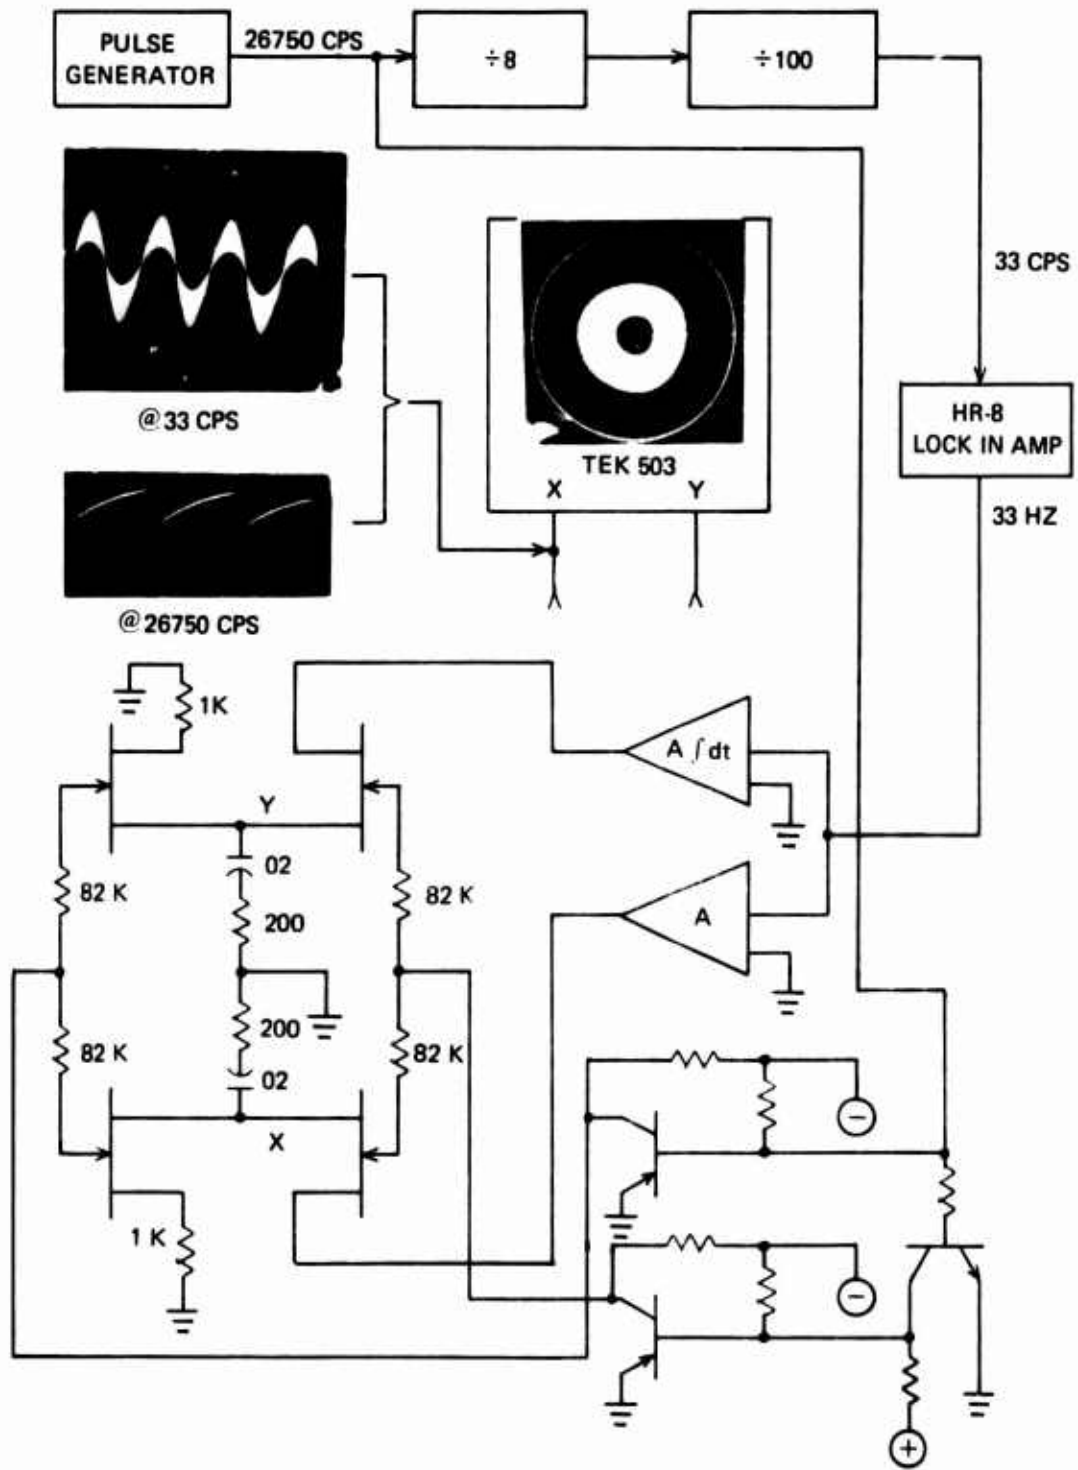 PULSE
GENERATOR
26750 CPS
÷8
÷100
33 CPS
@ 33 CPS
TEK 503
X
Y
HR-8
LOCK IN AMP
33 HZ
@ 26750 CPS
1K
A ∫ dt
Y
02
82 K
82 K
200
A
200
82 K
82 K
02
X
1 K
−
−
+